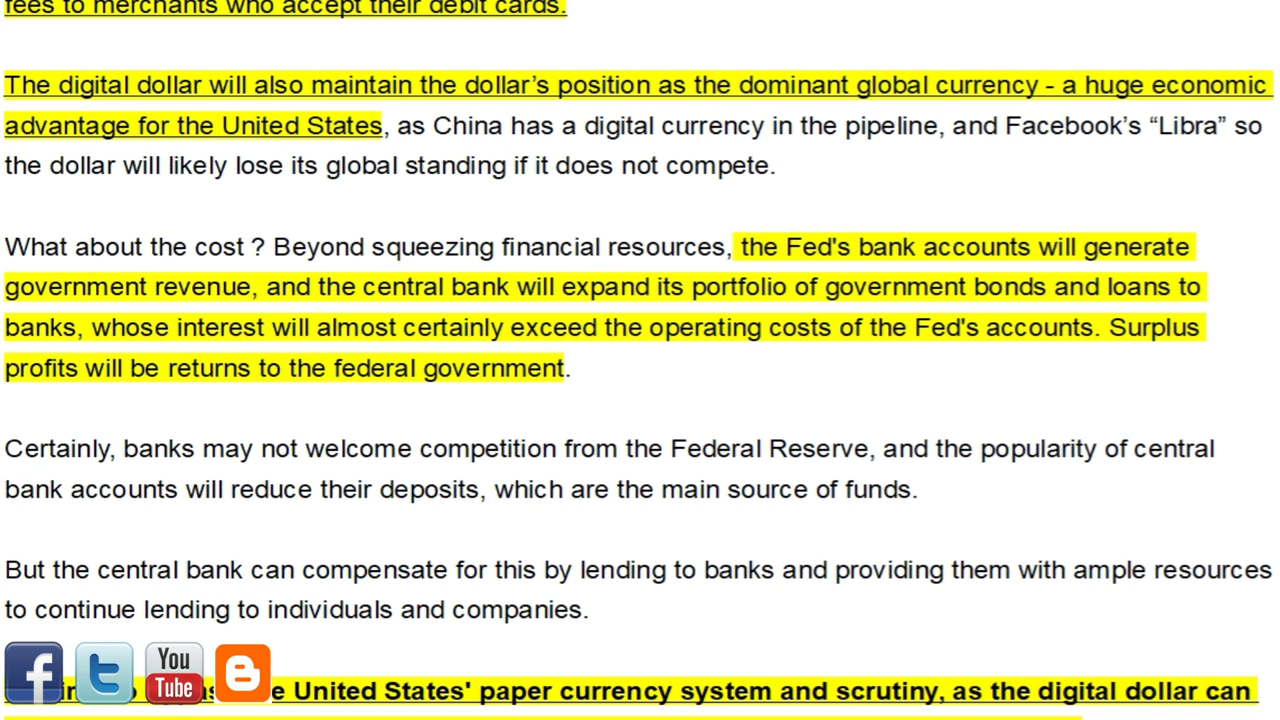 fees to merchants who accept their debit cards.
The digital dollar will also maintain the dollar’s position as the dominant global currency - a huge economic
advantage for the United States, as China has a digital currency in the pipeline, and Facebook’s “Libra” so
the dollar will likely lose its global standing if it does not compete.
What about the cost ? Beyond squeezing financial resources, the Fed's bank accounts will generate
government revenue, and the central bank will expand its portfolio of government bonds and loans to
banks, whose interest will almost certainly exceed the operating costs of the Fed's accounts. Surplus
profits will be returns to the federal government.
Certainly, banks may not welcome competition from the Federal Reserve, and the popularity of central
bank accounts will reduce their deposits, which are the main source of funds.
But the central bank can compensate for this by lending to banks and providing them with ample resources
to continue lending to individuals and companies.
United States' paper currency system and scrutiny, as the digital dollar can
You
Tube